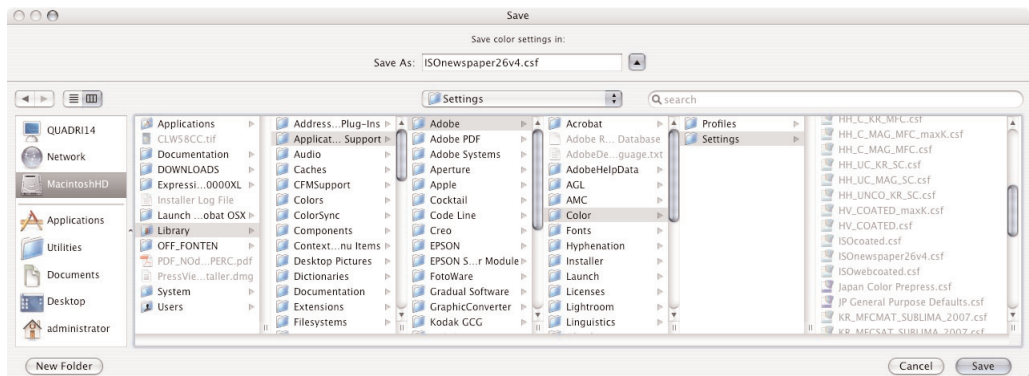 Save
Save color settings in:
Save As: ISOnewspaper26v4.csf
Settings
search
QUADRI14
Network
MacintoshHD
Applications
Utilities
Documents
Desktop
administrator
Applications
CLW58CC.tif
Documentation
DOWNLOADS
Expressi...0000XL
Installer Log File
Launch ...obat OSX
Library
OFF_FONTEN
PDF_NOd...PERC.pdf
PressVie...taller.dmg
System
Users
Address...Plug-Ins
Applicat... Support
Audio
Caches
CFMSupport
Colors
ColorSync
Components
Context...nu Items
Desktop Pictures
Dictionaries
Documentation
Extensions
Filesystems
Adobe
Adobe PDF
Adobe Systems
Aperture
Apple
Cocktail
Code Line
Creo
EPSON
EPSON S...r Module
FotoWare
Gradual Software
GraphicConverter
Kodak GCG
Acrobat
Adobe R... Database
AdobeDe...guage.txt
AdobeHelpData
AGL
AMC
Color
Fonts
Hyphenation
Installer
Launch
Licenses
Lightroom
Linguistics
Profiles
Settings
HH_C_KR_MFC.csf
HH_C_MAG_MFC_maxK.csf
HH_C_MAG_MFC.csf
HH_UC_KR_SC.csf
HH_UC_MAG_SC.csf
HH_UNCO_KR_SC.csf
HV_COATED_maxK.csf
HV_COATED.csf
ISOcoated.csf
ISOnewspaper26v4.csf
ISOwebcoated.csf
Japan Color Prepress.csf
JP General Purpose Defaults.csf
KR_MFCMAT_SUBLIMA_2007.csf
KR_MFCSAT_SUBLIMA_2007.csf
New Folder
Cancel
Save